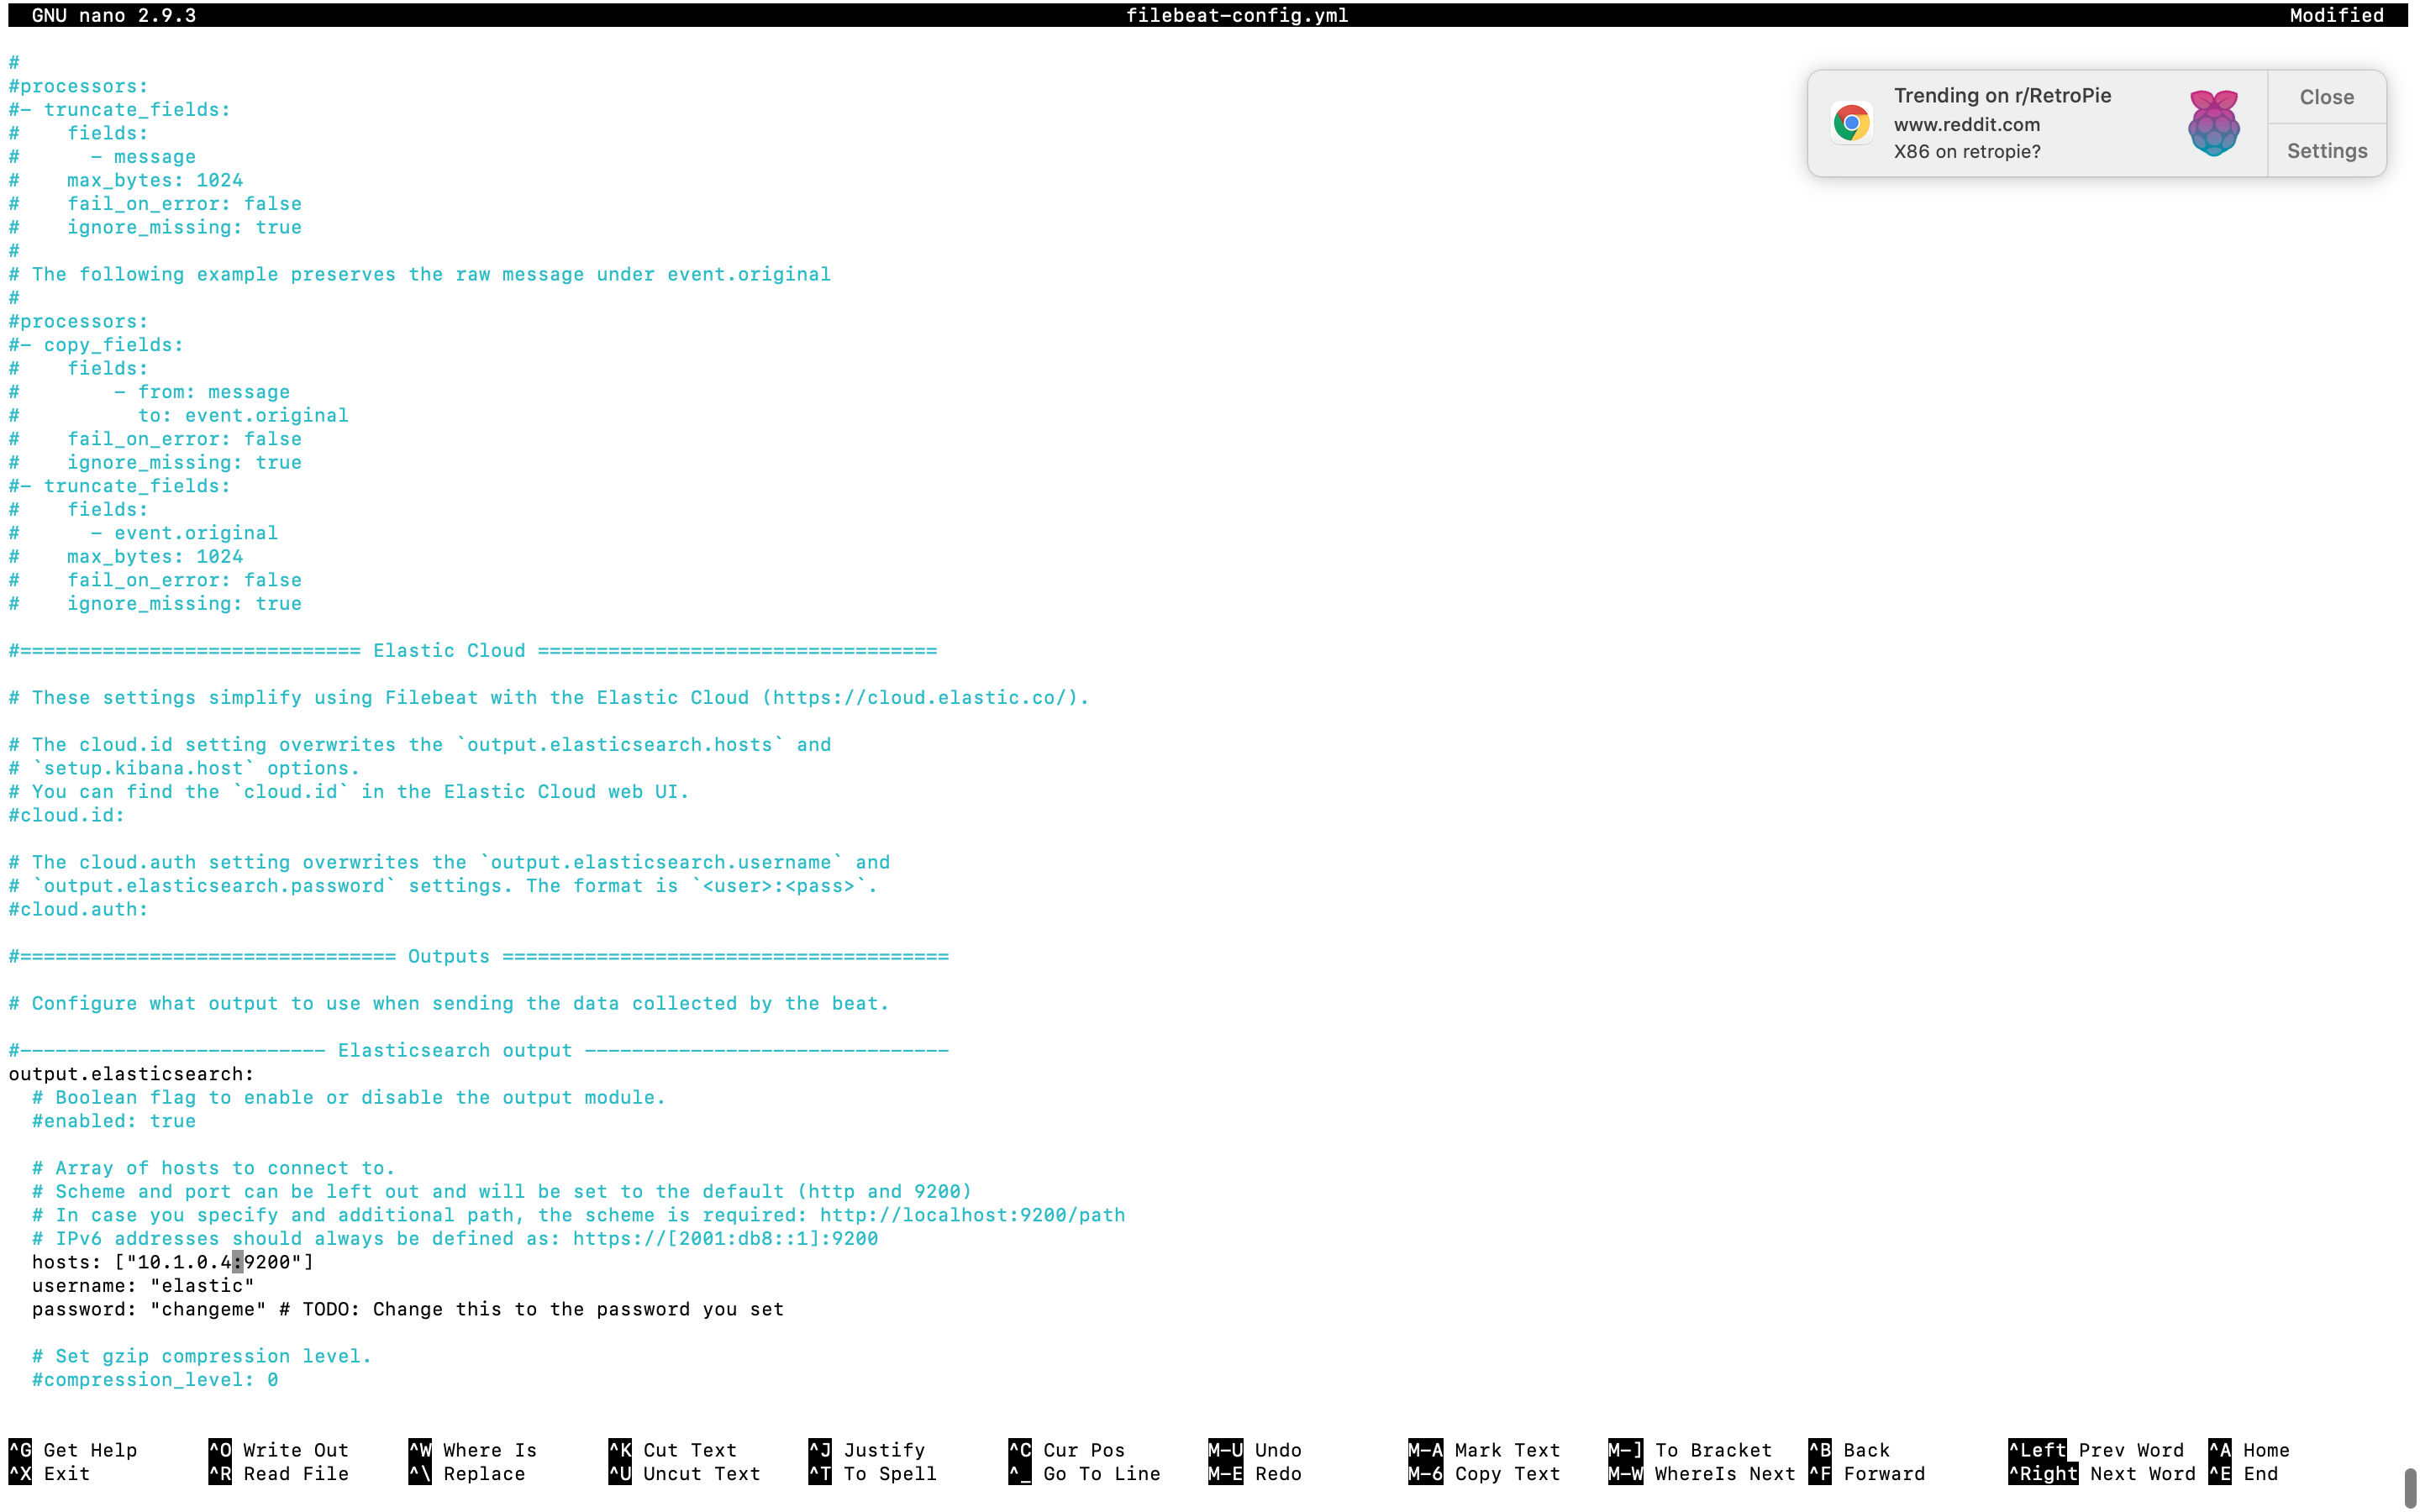 GNU nano 2.9.3 filebeat-config.yml Modified
#
#processors:
#- truncate_fields:
#    fields:
#      - message
#    max_bytes: 1024
#    fail_on_error: false
#    ignore_missing: true
#
# The following example preserves the raw message under event.original
#
#processors:
#- copy_fields:
#    fields:
#        - from: message
#          to: event.original
#    fail_on_error: false
#    ignore_missing: true
#- truncate_fields:
#    fields:
#      - event.original
#    max_bytes: 1024
#    fail_on_error: false
#    ignore_missing: true
#============================= Elastic Cloud ==================================
# These settings simplify using Filebeat with the Elastic Cloud (https://cloud.elastic.co/).
# The cloud.id setting overwrites the `output.elasticsearch.hosts` and
# `setup.kibana.host` options.
# You can find the `cloud.id` in the Elastic Cloud web UI.
#cloud.id:
# The cloud.auth setting overwrites the `output.elasticsearch.username` and
# `output.elasticsearch.password` settings. The format is `<user>:<pass>`.
#cloud.auth:
#================================ Outputs ======================================
# Configure what output to use when sending the data collected by the beat.
#-------------------------- Elasticsearch output -------------------------------
output.elasticsearch:
  # Boolean flag to enable or disable the output module.
  #enabled: true
  # Array of hosts to connect to.
  # Scheme and port can be left out and will be set to the default (http and 9200)
  # In case you specify and additional path, the scheme is required: http://localhost:9200/path
  # IPv6 addresses should always be defined as: https://[2001:db8::1]:9200
  hosts: ["10.1.0.4:9200"]
  username: "elastic"
  password: "changeme" # TODO: Change this to the password you set
  # Set gzip compression level.
  #compression_level: 0
Trending on r/RetroPie
www.reddit.com
X86 on retropie?
Close
Settings
^G Get Help ^O Write Out ^W Where Is ^K Cut Text ^J Justify ^C Cur Pos M-U Undo M-A Mark Text M-] To Bracket ^B Back ^Left Prev Word ^A Home
^X Exit ^R Read File ^\ Replace ^U Uncut Text ^T To Spell ^_ Go To Line M-E Redo M-6 Copy Text M-W WhereIs Next ^F Forward ^Right Next Word ^E End